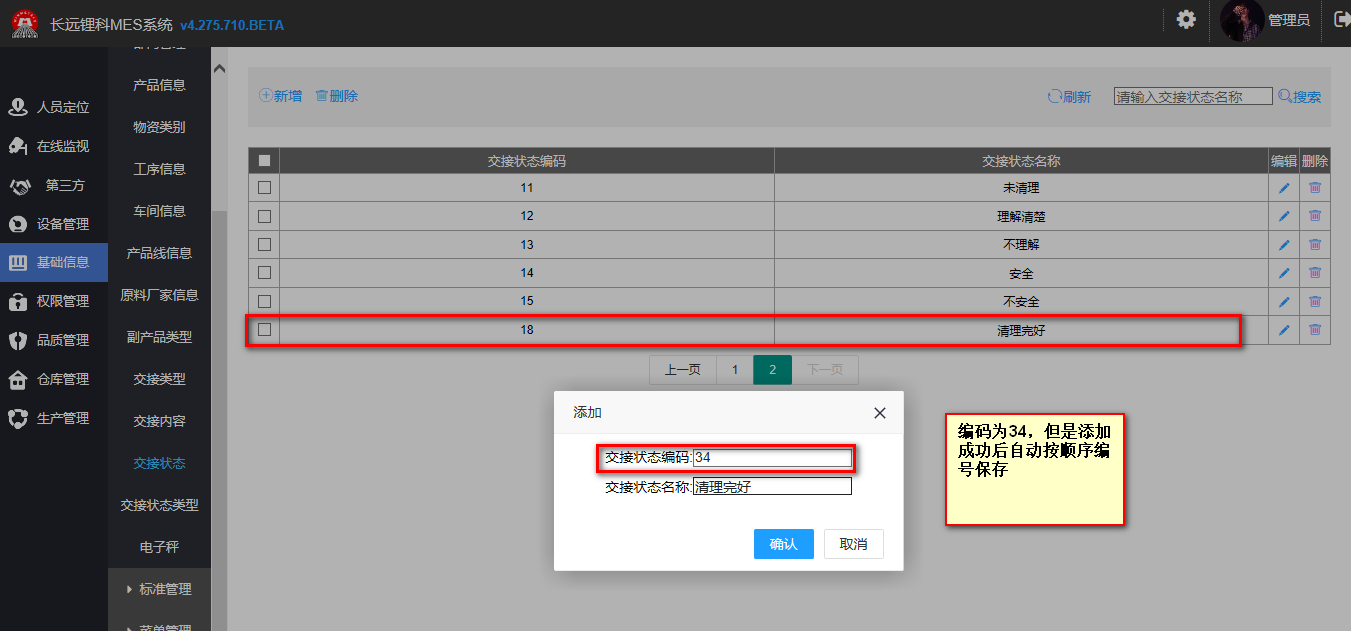 长远锂科MES系统 v4.275.710.BETA
管理员
人员定位
在线监视
第三方
设备管理
基础信息
权限管理
品质管理
仓库管理
生产管理
部门管理
产品信息
物资类别
工序信息
车间信息
产品线信息
原料厂家信息
副产品类型
交接类型
交接内容
交接状态
交接状态类型
电子秤
标准管理
菜单管理
新增 删除
刷新 请输入交接状态名称 搜索
交接状态编码 交接状态名称 编辑 删除
11 未清理
12 理解清楚
13 不理解
14 安全
15 不安全
18 清理完好
上一页 1 2 下一页
添加
交接状态编码:34
交接状态名称:清理完好
确认 取消
编码为34，但是添加
成功后自动按顺序编
号保存